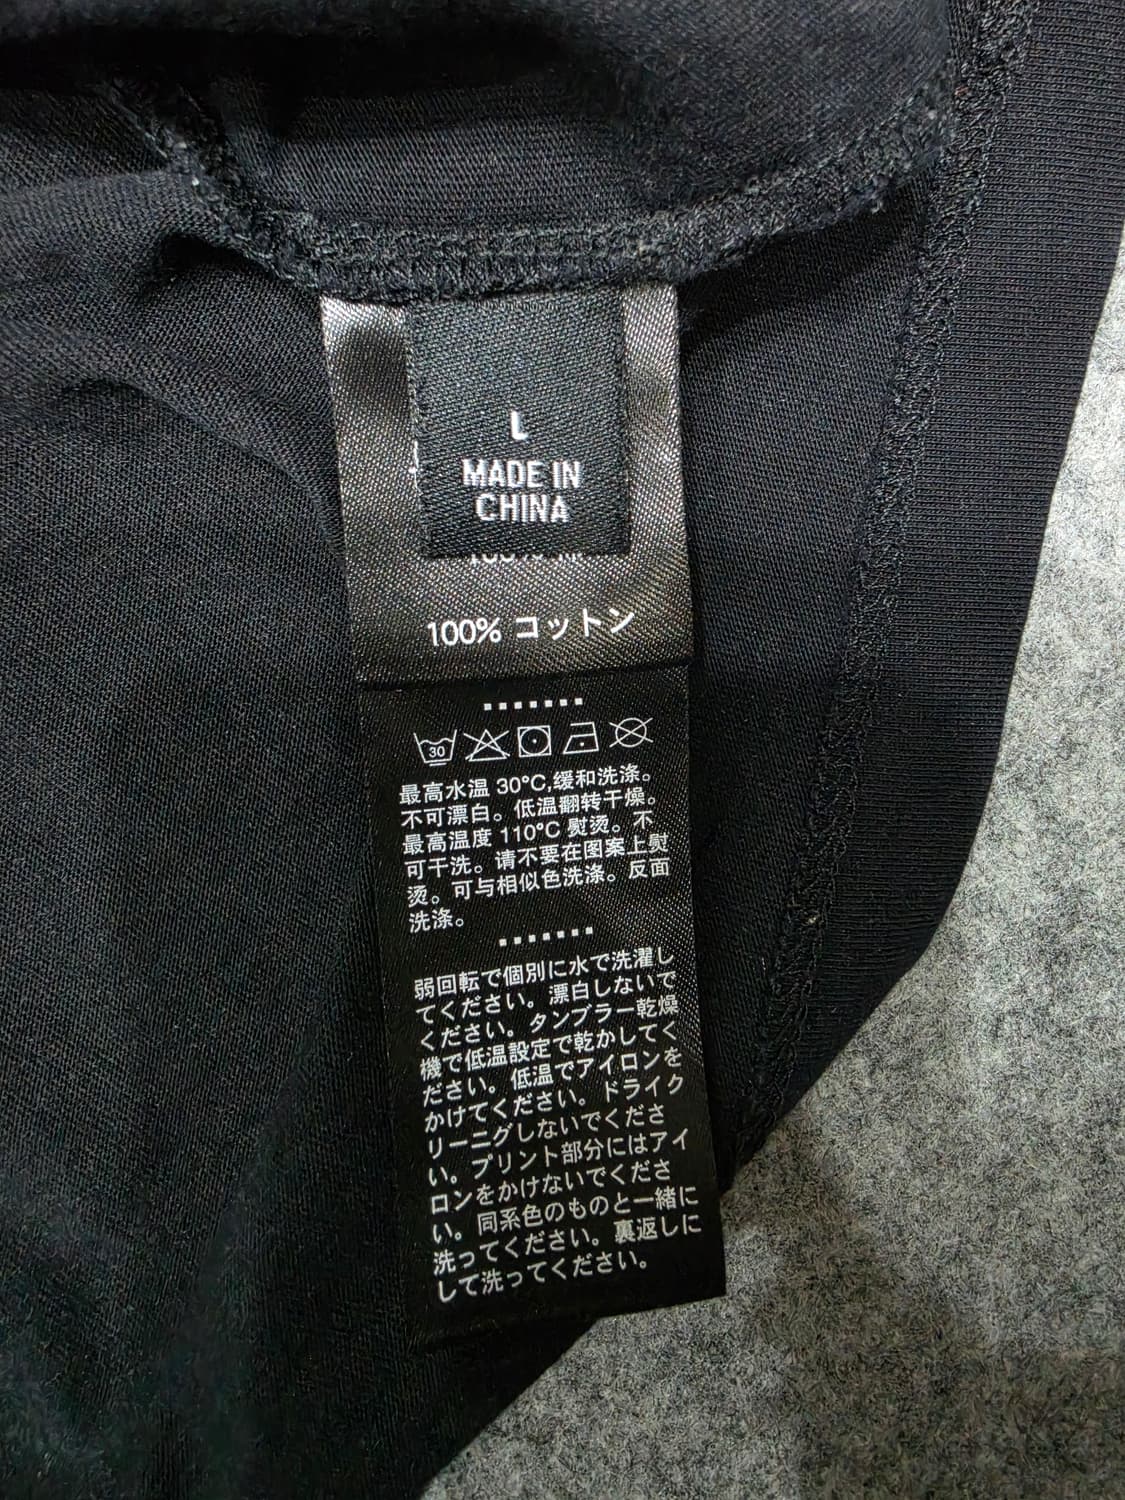 L
MADE IN
CHINA
100% コットン
30
最高水温 30°C,缓和洗涤。
不可漂白。低温翻转干燥。
最高温度 110°C 熨烫。不
可干洗。请不要在图案上熨
烫。可与相似色洗涤。反面
洗涤。
弱回転で個別に水で洗濯し
てください。漂白しないで
ください。タンブラー乾燥
機で低温設定で乾かしてく
ださい。低温でアイロンを
かけてください。ドライク
リーニグしないでくださ
い。プリント部分にはアイ
ロンをかけないでくださ
い。同系色のものと一緒に
洗ってください。裏返しに
して洗ってください。